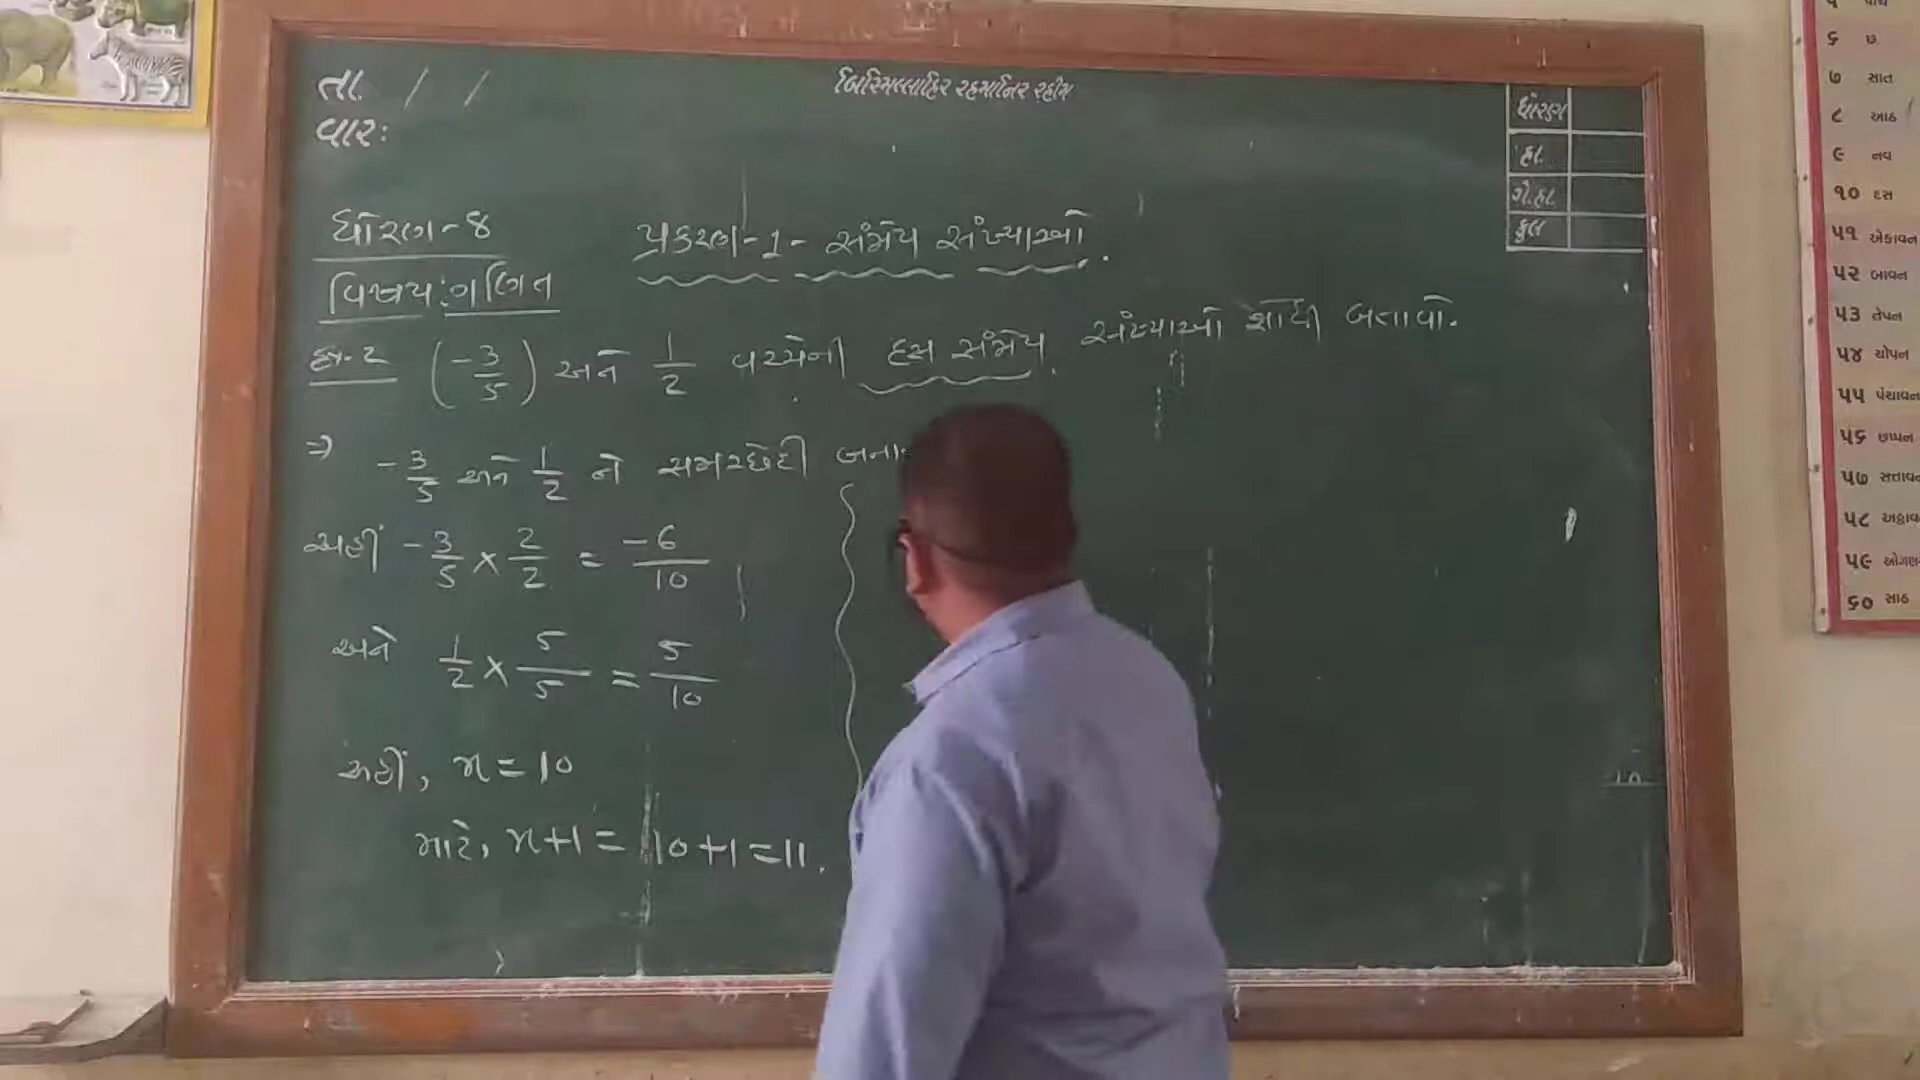 તા. / /
બિસ્મિલ્લાહિર રહમાનિર રહીમ
વાર:
ધોરણ
હા.
ગે.હા.
કુલ
ધોરણ-૪
પ્રકરણ-1- સંમેય સંખ્યાઓ.
વિષય:ગણિત
દા-2 (-3/5) અને 1/2 વચ્ચેની દસ સંમેય સંખ્યાઓ શોધી બતાવો.
⇒ -3/5 અને 1/2 ને સમચ્છેદી બના
અહીં -3/5 × 2/2 = -6/10
અને 1/2 × 5/5 = 5/10
અહીં, n = 10
માટે, n+1 = 10+1 = 11.
૬ છ
૭ સાત
૮ આઠ
૯ નવ
૧૦ દસ
૫૧ એકાવન
૫૨ બાવન
૫૩ તેપન
૫૪ ચોપન
૫૫ પંચાવન
૫૬ છપ્પન
૫૭ સત્તાવન
૫૮ અઠ્ઠાવ
૫૯ ઓગણ
૬૦ સાઠ